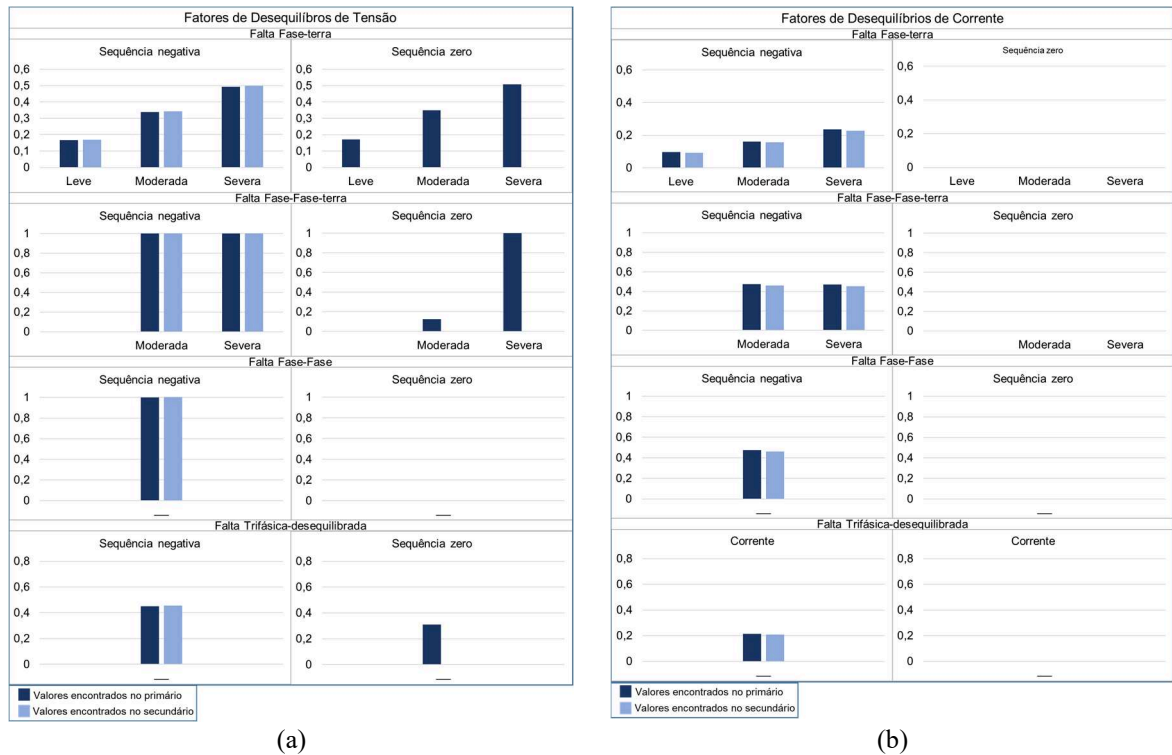 Fatores de Desequilíbros de Tensão
Falta Fase-terra
Sequência negativa
Sequência zero
0,6
0,5
0,4
0,3
0,2
0,1
0
0,6
0,5
0,4
0,3
0,2
0,1
0
Leve Moderada Severa
Leve Moderada Severa
Falta Fase-Fase-terra
Sequência negativa
Sequência zero
1
0,8
0,6
0,4
0,2
0
1
0,8
0,6
0,4
0,2
0
Moderada Severa
Moderada Severa
Falta Fase-Fase
Sequência negativa
Sequência zero
1
0,8
0,6
0,4
0,2
0
1
0,8
0,6
0,4
0,2
0
Falta Trifásica-desequilibrada
Sequência negativa
Sequência zero
0,8
0,6
0,4
0,2
0
0,8
0,6
0,4
0,2
0
Valores encontrados no primário
Valores encontrados no secundário
(a)
Fatores de Desequilíbrios de Corrente
Falta Fase-terra
Sequência negativa
Sequência zero
0,6
0,4
0,2
0
0,6
0,4
0,2
0
Leve Moderada Severa
Leve Moderada Severa
Falta Fase-Fase-terra
Sequência negativa
Sequência zero
1
0,8
0,6
0,4
0,2
0
1
0,8
0,6
0,4
0,2
0
Moderada Severa
Moderada Severa
Falta Fase-Fase
Sequência negativa
Sequência zero
1
0,8
0,6
0,4
0,2
0
1
0,8
0,6
0,4
0,2
0
Falta Trifásica-desequilibrada
Corrente
Corrente
0,8
0,6
0,4
0,2
0
0,8
0,6
0,4
0,2
0
Valores encontrados no primário
Valores encontrados no secundário
(b)